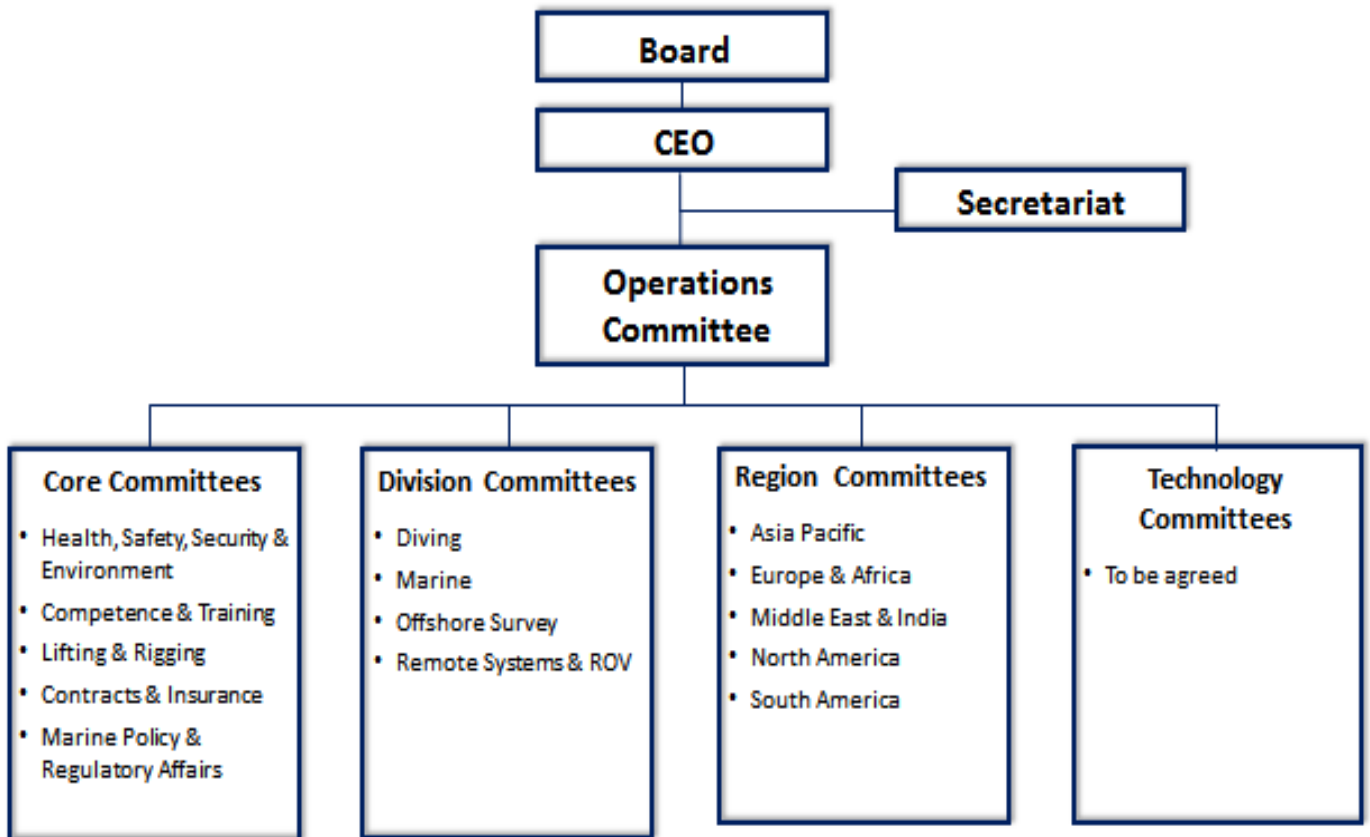 Board
CEO
Secretariat
Operations
Committee
Core Committees
• Health, Safety, Security &
Environment
• Competence & Training
• Lifting & Rigging
• Contracts & Insurance
• Marine Policy &
Regulatory Affairs
Division Committees
• Diving
• Marine
• Offshore Survey
• Remote Systems & ROV
Region Committees
• Asia Pacific
• Europe & Africa
• Middle East & India
• North America
• South America
Technology
Committees
• To be agreed